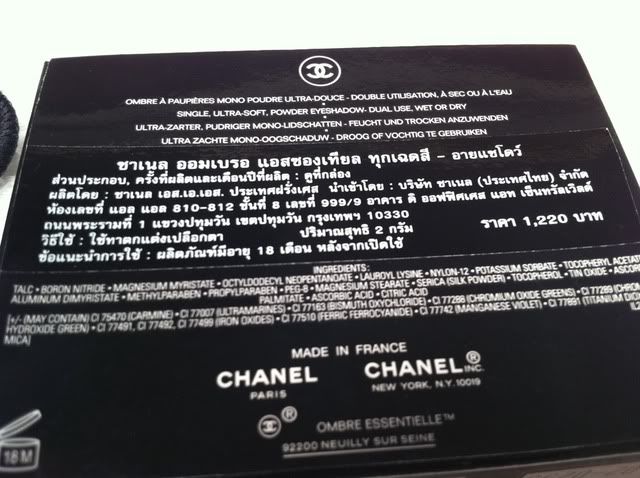 OMBRE À PAUPIÈRES MONO POUDRE ULTRA-DOUCE - DOUBLE UTILISATION, À SEC OU À L'EAU
SINGLE, ULTRA-SOFT, POWDER EYESHADOW - DUAL USE, WET OR DRY
ULTRA-ZARTER, PUDRIGER MONO-LIDSCHATTEN - FEUCHT UND TROCKEN ANZUWENDEN
ULTRA ZACHTE MONO-OOGSCHADUW - DROOG OF VOCHTIG TE GEBRUIKEN
ชาเนล ออมเบรอ แอสซองเทียล ทุกเฉดสี - อายแชโดว์
ส่วนประกอบ, ครั้งที่ผลิตและเดือนปีที่ผลิต : ดูที่กล่อง
ผลิตโดย : ชาเนล เอส.เอ.เอส. ประเทศฝรั่งเศส นำเข้าโดย : บริษัท ชาเนล (ประเทศไทย) จำกัด
ห้องเลขที่ แอล แอล 810-812 ชั้นที่ 8 เลขที่ 999/9 อาคาร ดิ ออฟฟิศเศส แอท เซ็นทรัลเวิลด์
ถนนพระรามที่ 1 แขวงปทุมวัน เขตปทุมวัน กรุงเทพฯ 10330
วิธีใช้ : ใช้ทาตกแต่งเปลือกตา ปริมาณสุทธิ 2 กรัม ราคา 1,220 บาท
ข้อแนะนำการใช้ : ผลิตภัณฑ์มีอายุ 18 เดือน หลังจากเปิดใช้
INGREDIENTS:
TALC • BORON NITRIDE • MAGNESIUM MYRISTATE • OCTYLDODECYL NEOPENTANOATE • LAUROYL LYSINE • NYLON-12 • POTASSIUM SORBATE • TOCOPHERYL ACETAT
ALUMINUM DIMYRISTATE • METHYLPARABEN • PROPYLPARABEN • PEG-8 • MAGNESIUM STEARATE • SERICA (SILK POWDER) • TOCOPHEROL • TIN OXIDE • ASCORBY
PALMITATE • ASCORBIC ACID • CITRIC ACID
[+/- (MAY CONTAIN) CI 75470 (CARMINE) • CI 77007 (ULTRAMARINES) • CI 77163 (BISMUTH OXYCHLORIDE) • CI 77288 (CHROMIUM OXIDE GREENS) • CI 77289 (CHROM
HYDROXIDE GREEN) • CI 77491, CI 77492, CI 77499 (IRON OXIDES) • CI 77510 (FERRIC FERROCYANIDE) • CI 77742 (MANGANESE VIOLET) • CI 77891 (TITANIUM DIO
MICA]
MADE IN FRANCE
CHANEL
PARIS
CHANEL® INC.
NEW YORK, N.Y. 10019
®
OMBRE ESSENTIELLE™
92200 NEUILLY SUR SEINE
18 M